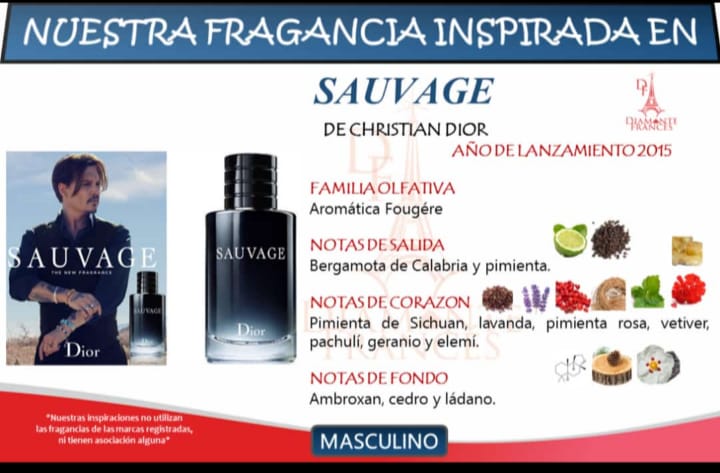 NUESTRA FRAGANCIA INSPIRADA EN
SAUVAGE
DE CHRISTIAN DIOR
AÑO DE LANZAMIENTO 2015
DF
DIAMANTE
FRANCES
FAMILIA OLFATIVA
Aromática Fougére
NOTAS DE SALIDA
Bergamota de Calabria y pimienta.
NOTAS DE CORAZON
Pimienta de Sichuan, lavanda, pimienta rosa, vetiver,
pachulí, geranio y elemí.
NOTAS DE FONDO
Ambroxan, cedro y ládano.
SAUVAGE
THE NEW FRAGRANCE
Dior
SAUVAGE
Dior
*Nuestras inspiraciones no utilizan
las fragancias de las marcas registradas,
ni tienen asociación alguna*
MASCULINO